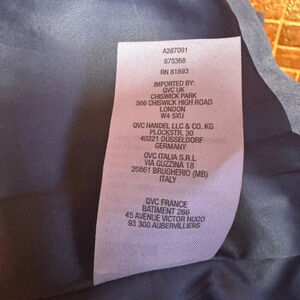 A287091
875368
RN 81893
IMPORTED BY:
QVC UK
CHISWICK PARK
566 CHISWICK HIGH ROAD
LONDON
W4 5XU
QVC HANDEL LLC & CO. KG
PLOCKSTR. 30
40221 DUSSELDORF
GERMANY
QVC ITALIA S.R.L
VIA GUZZINA 18
20861 BRUGHERIO (MB)
ITALY
QVC FRANCE
BATIMENT 266
45 AVENUE VICTOR HUGO
93 300 AUBERVILLIERS